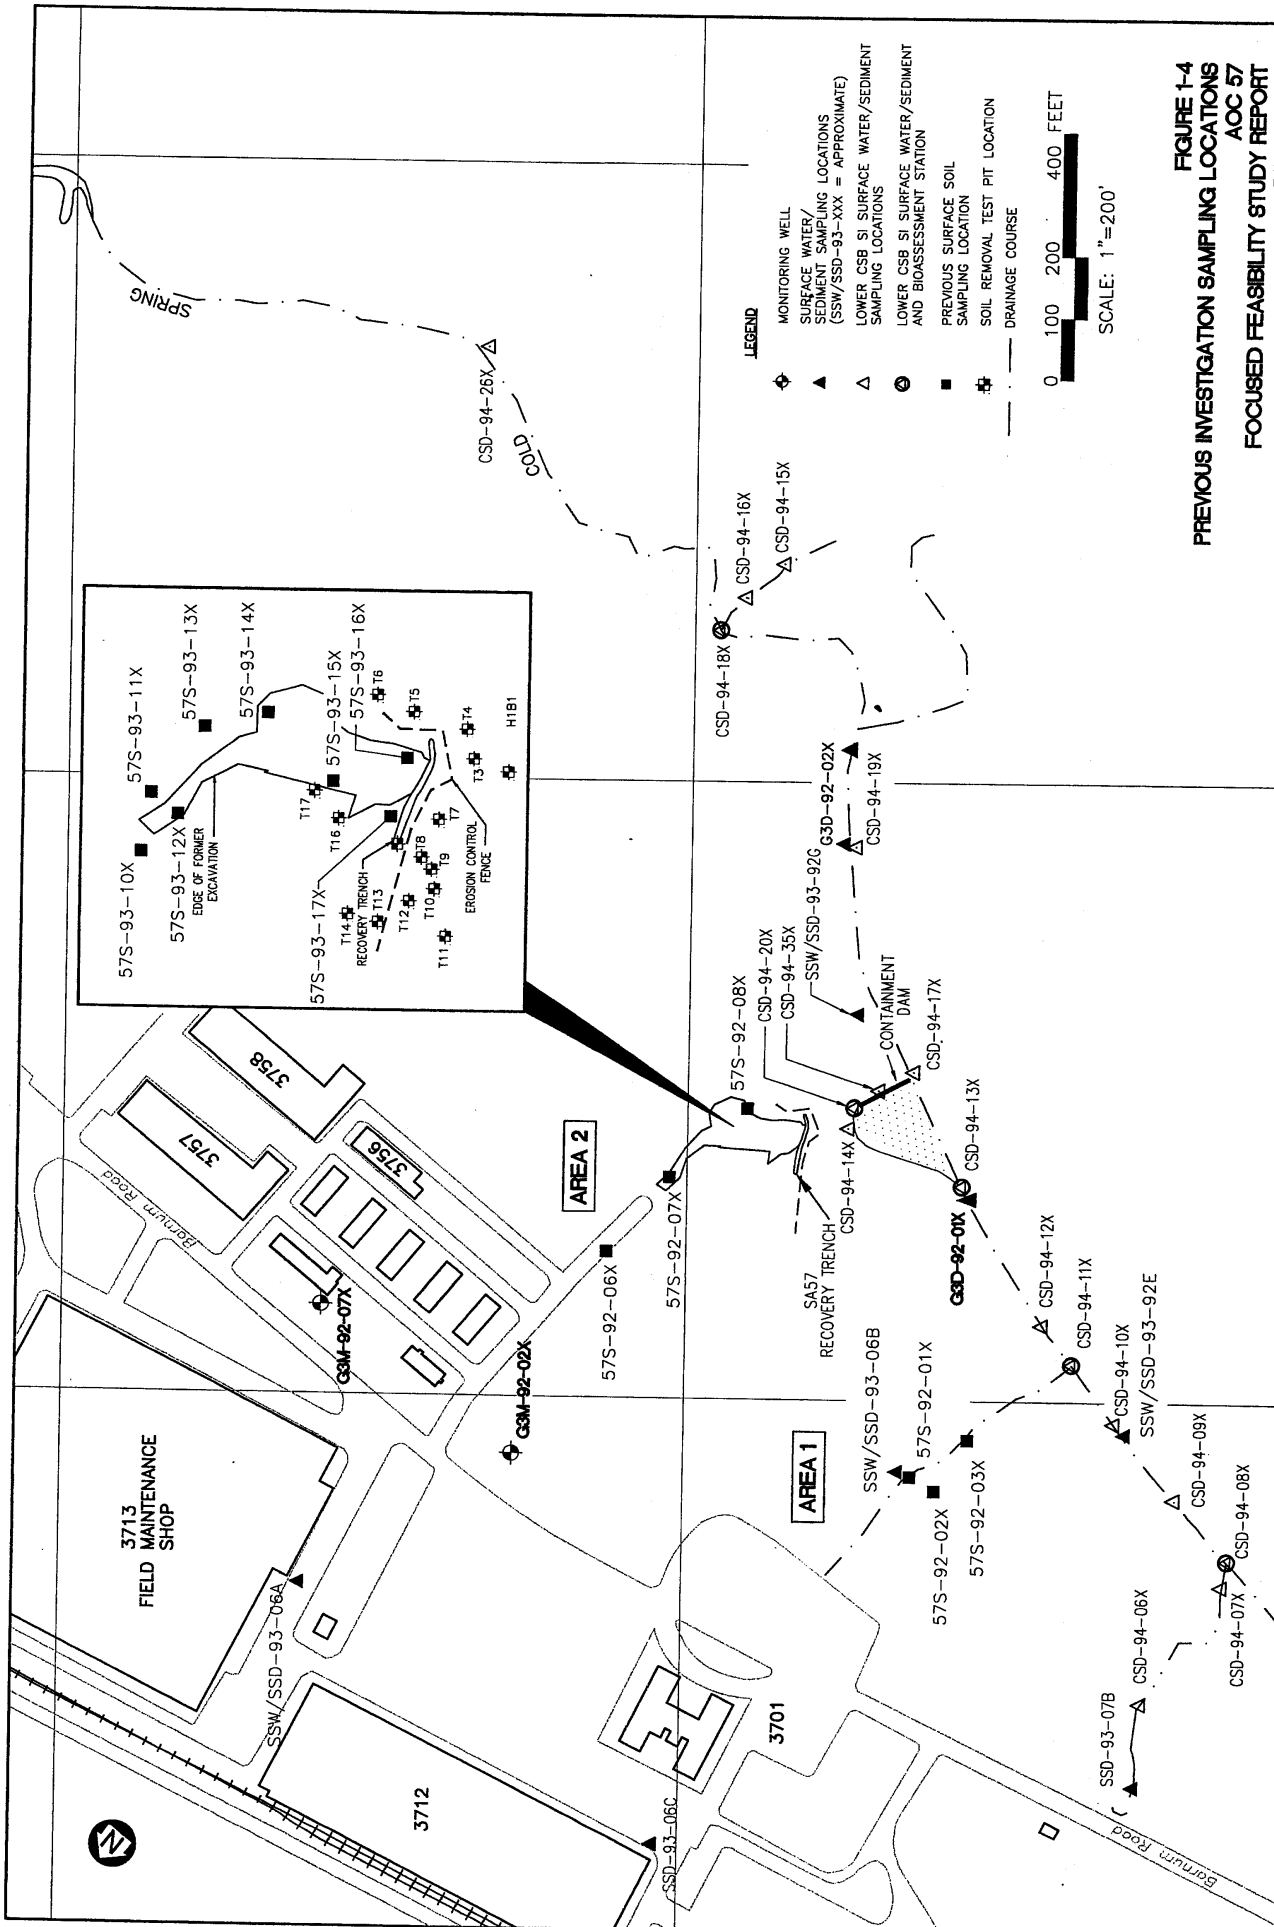 FIGURE 1-4
PREVIOUS INVESTIGATION SAMPLING LOCATIONS
AOC 57
FOCUSED FEASIBILITY STUDY REPORT
LEGEND
MONITORING WELL
SURFACE WATER/
SEDIMENT SAMPLING LOCATIONS
(SSW/SSD-93-XXX = APPROXIMATE)
LOWER CSB SI SURFACE WATER/SEDIMENT
SAMPLING LOCATIONS
LOWER CSB SI SURFACE WATER/SEDIMENT
AND BIOASSESSMENT STATION
PREVIOUS SURFACE SOIL
SAMPLING LOCATION
SOIL REMOVAL TEST PIT LOCATION
DRAINAGE COURSE
0 100 200 400 FEET
SCALE: 1"=200'
N
3713
FIELD MAINTENANCE
SHOP
3712
3701
3757
3758
3756
Barnum Road
Barnum Road
SSW/SSD-93-06A
SSD-93-06C
G3M-92-07X
G3M-92-02X
AREA 2
AREA 1
57S-92-06X
57S-92-07X
57S-92-08X
SA57
RECOVERY TRENCH
CSD-94-14X
CSD-94-20X
CSD-94-35X
SSW/SSD-93-92G
CONTAINMENT
DAM
CSD-94-17X
CSD-94-13X
G3D-92-01X
G3D-92-02X
CSD-94-19X
CSD-94-18X
CSD-94-16X
CSD-94-15X
CSD-94-26X
COLD
SPRING
CSD-94-12X
CSD-94-11X
CSD-94-10X
SSW/SSD-93-92E
CSD-94-09X
CSD-94-08X
CSD-94-07X
CSD-94-06X
SSD-93-07B
SSW/SSD-93-06B
57S-92-01X
57S-92-02X
57S-92-03X
57S-93-10X
57S-93-11X
57S-93-12X
57S-93-13X
57S-93-14X
57S-93-15X
57S-93-16X
57S-93-17X
EDGE OF FORMER
EXCAVATION
RECOVERY TRENCH
EROSION CONTROL
FENCE
T17
T16
T14
T13
T12
T11
T10
T9
T8
T7
T6
T5
T4
T3
H1B1